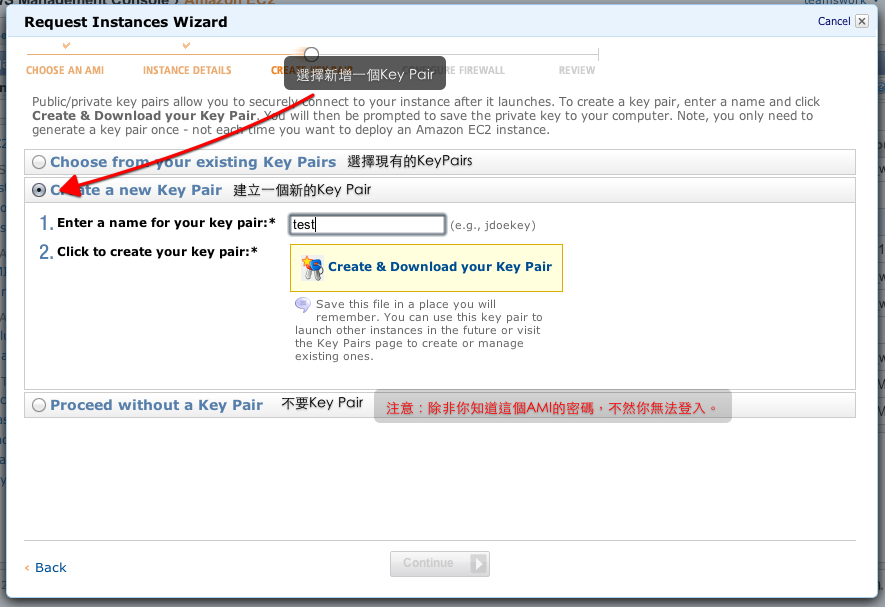 Management Console > Amazon EC2
teamswork
Request Instances Wizard
Cancel
CHOOSE AN AMI
INSTANCE DETAILS
CREATE KEY PAIR
CONFIGURE FIREWALL
REVIEW
選擇新增一個Key Pair
Public/private key pairs allow you to securely connect to your instance after it launches. To create a key pair, enter a name and click
Create & Download your Key Pair. You will then be prompted to save the private key to your computer. Note, you only need to
generate a key pair once - not each time you want to deploy an Amazon EC2 instance.
Choose from your existing Key Pairs 選擇現有的KeyPairs
Create a new Key Pair 建立一個新的Key Pair
1. Enter a name for your key pair:* test (e.g., jdoekey)
2. Click to create your key pair:*
Create & Download your Key Pair
Save this file in a place you will
remember. You can use this key pair to
launch other instances in the future or visit
the Key Pairs page to create or manage
existing ones.
Proceed without a Key Pair 不要Key Pair 注意：除非你知道這個AMI的密碼，不然你無法登入。
‹ Back
Continue